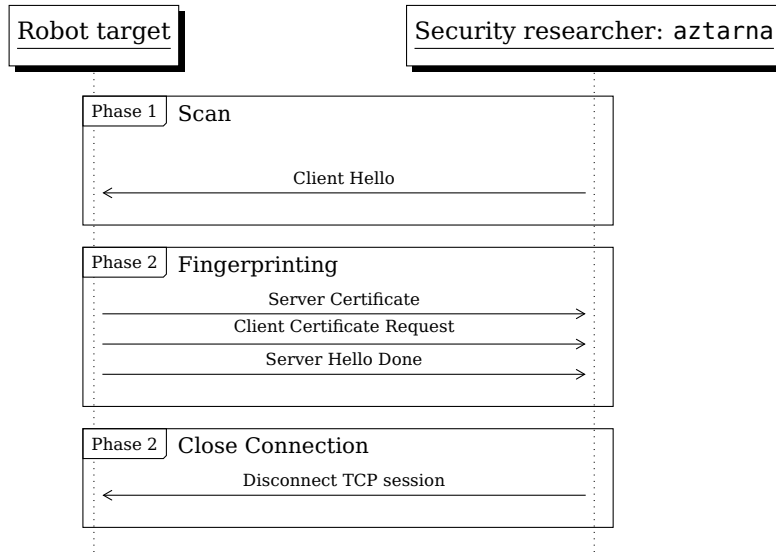 Robot target
Security researcher: aztarna
Phase 1 Scan
Client Hello
Phase 2 Fingerprinting
Server Certificate
Client Certificate Request
Server Hello Done
Phase 2 Close Connection
Disconnect TCP session